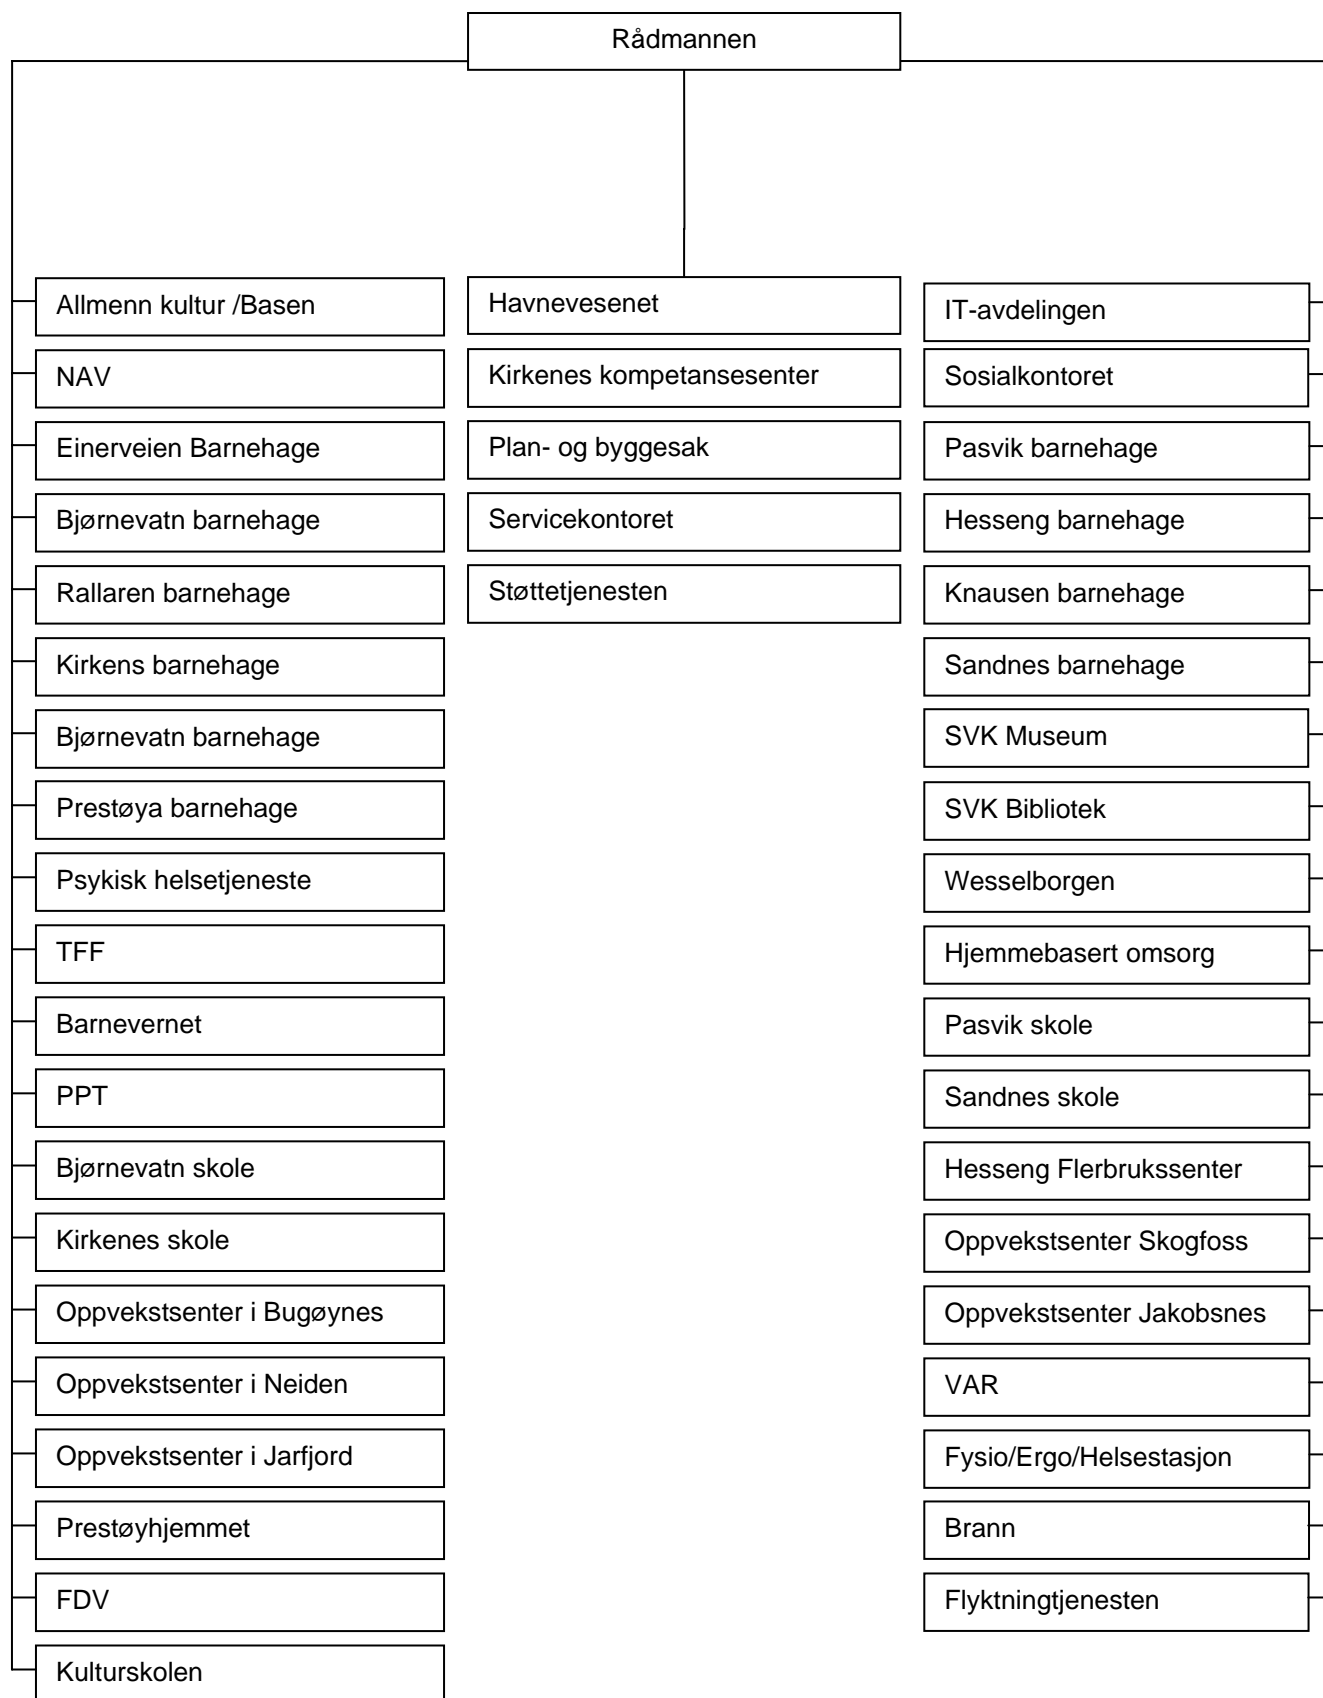 Rådmannen
Allmenn kultur /Basen
NAV
Einerveien Barnehage
Bjørnevatn barnehage
Rallaren barnehage
Kirkens barnehage
Bjørnevatn barnehage
Prestøya barnehage
Psykisk helsetjeneste
TFF
Barnevernet
PPT
Bjørnevatn skole
Kirkenes skole
Oppvekstsenter i Bugøynes
Oppvekstsenter i Neiden
Oppvekstsenter i Jarfjord
Prestøyhjemmet
FDV
Kulturskolen
Havnevesenet
Kirkenes kompetansesenter
Plan- og byggesak
Servicekontoret
Støttetjenesten
IT-avdelingen
Sosialkontoret
Pasvik barnehage
Hesseng barnehage
Knausen barnehage
Sandnes barnehage
SVK Museum
SVK Bibliotek
Wesselborgen
Hjemmebasert omsorg
Pasvik skole
Sandnes skole
Hesseng Flerbrukssenter
Oppvekstsenter Skogfoss
Oppvekstsenter Jakobsnes
VAR
Fysio/Ergo/Helsestasjon
Brann
Flyktningtjenesten